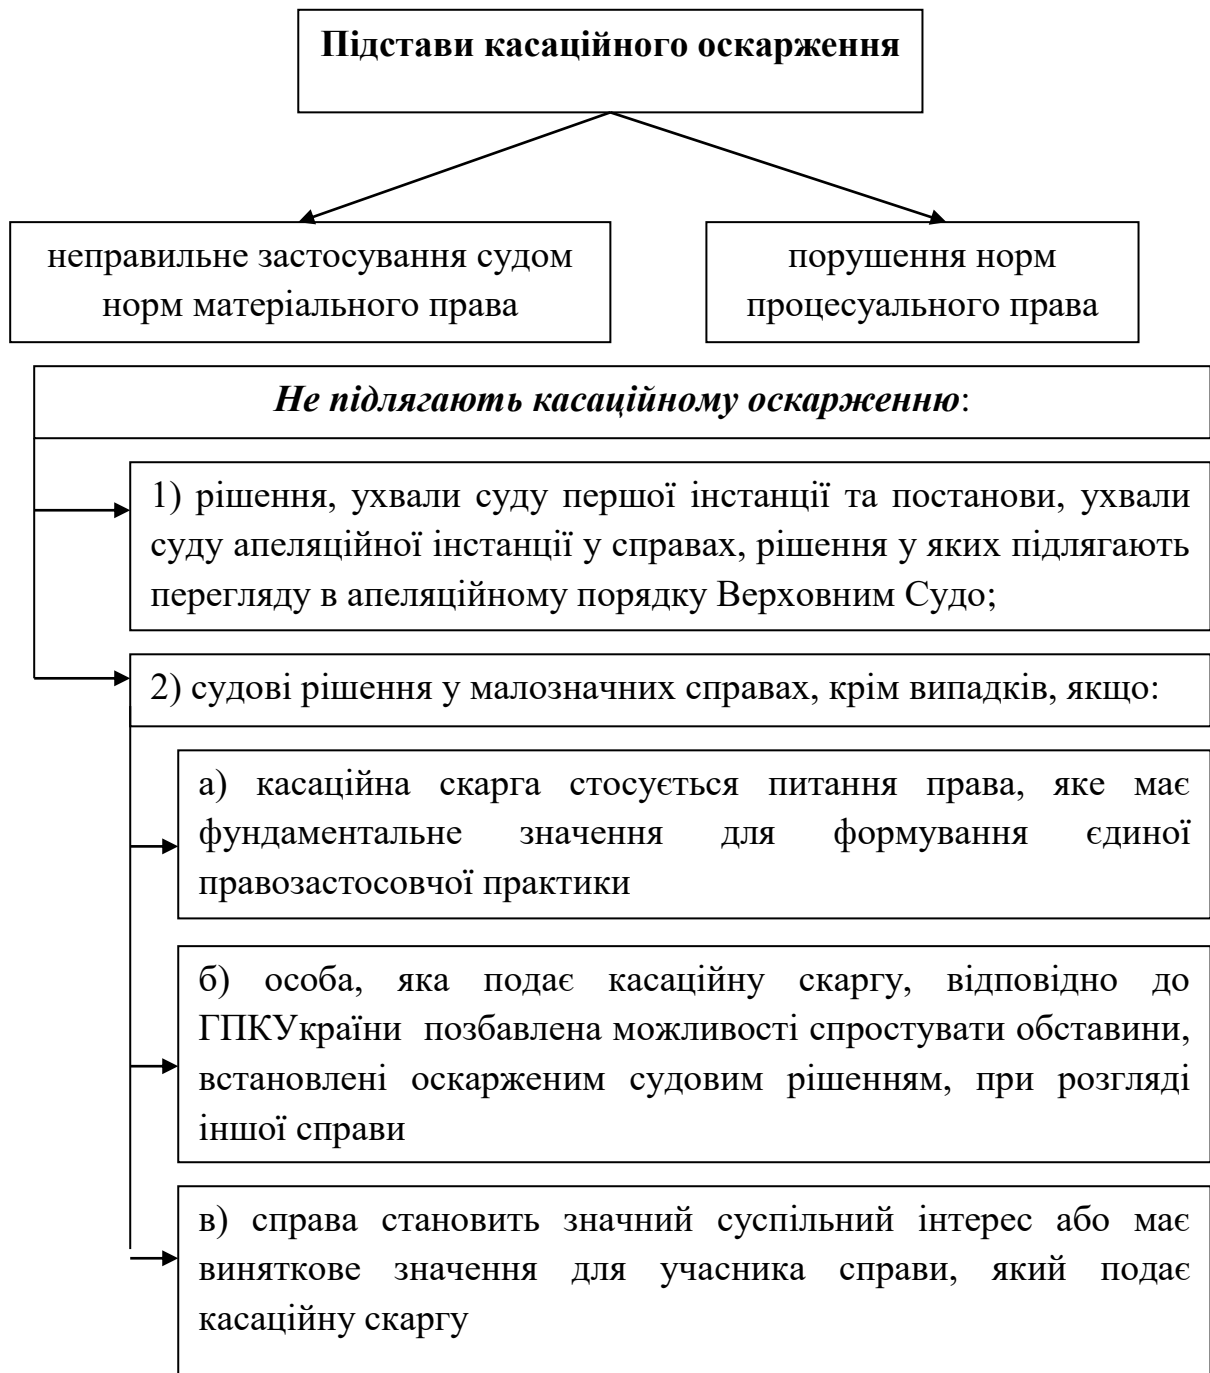 Підстави касаційного оскарження
неправильне застосування судом
норм матеріального права
порушення норм
процесуального права
Не підлягають касаційному оскарженню:
1) рішення, ухвали суду першої інстанції та постанови, ухвали
суду апеляційної інстанції у справах, рішення у яких підлягають
перегляду в апеляційному порядку Верховним Судо;
2) судові рішення у малозначних справах, крім випадків, якщо:
а) касаційна скарга стосується питання права, яке має
фундаментальне значення для формування єдиної
правозастосовчої практики
б) особа, яка подає касаційну скаргу, відповідно до
ГПКУкраїни позбавлена можливості спростувати обставини,
встановлені оскарженим судовим рішенням, при розгляді
іншої справи
в) справа становить значний суспільний інтерес або має
виняткове значення для учасника справи, який подає
касаційну скаргу